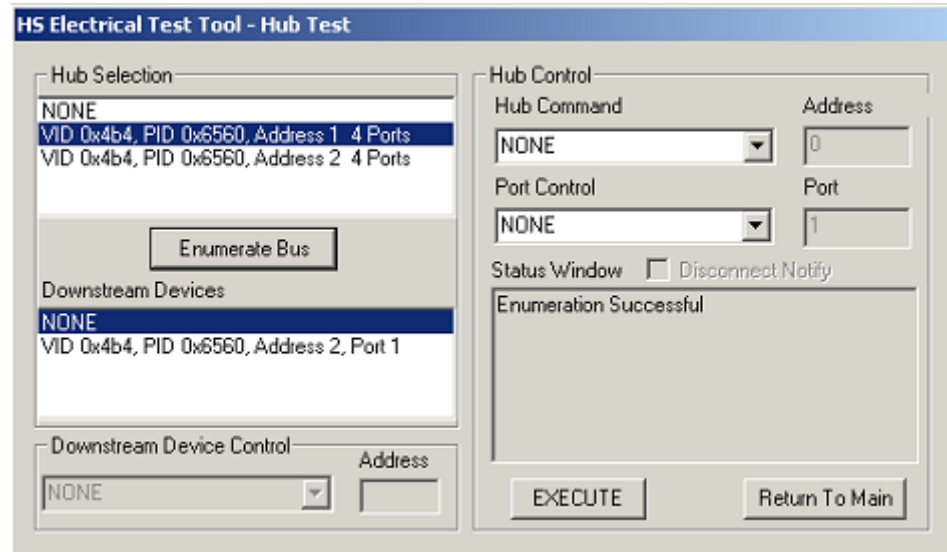 HS Electrical Test Tool - Hub Test
Hub Selection
NONE
VID 0x4b4, PID 0x6560, Address 1 4 Ports
VID 0x4b4, PID 0x6560, Address 2 4 Ports
Enumerate Bus
Downstream Devices
NONE
VID 0x4b4, PID 0x6560, Address 2, Port 1
Downstream Device Control
Address
NONE
Hub Control
Hub Command Address
NONE 0
Port Control Port
NONE 1
Status Window Disconnect Notify
Enumeration Successful
EXECUTE Return To Main